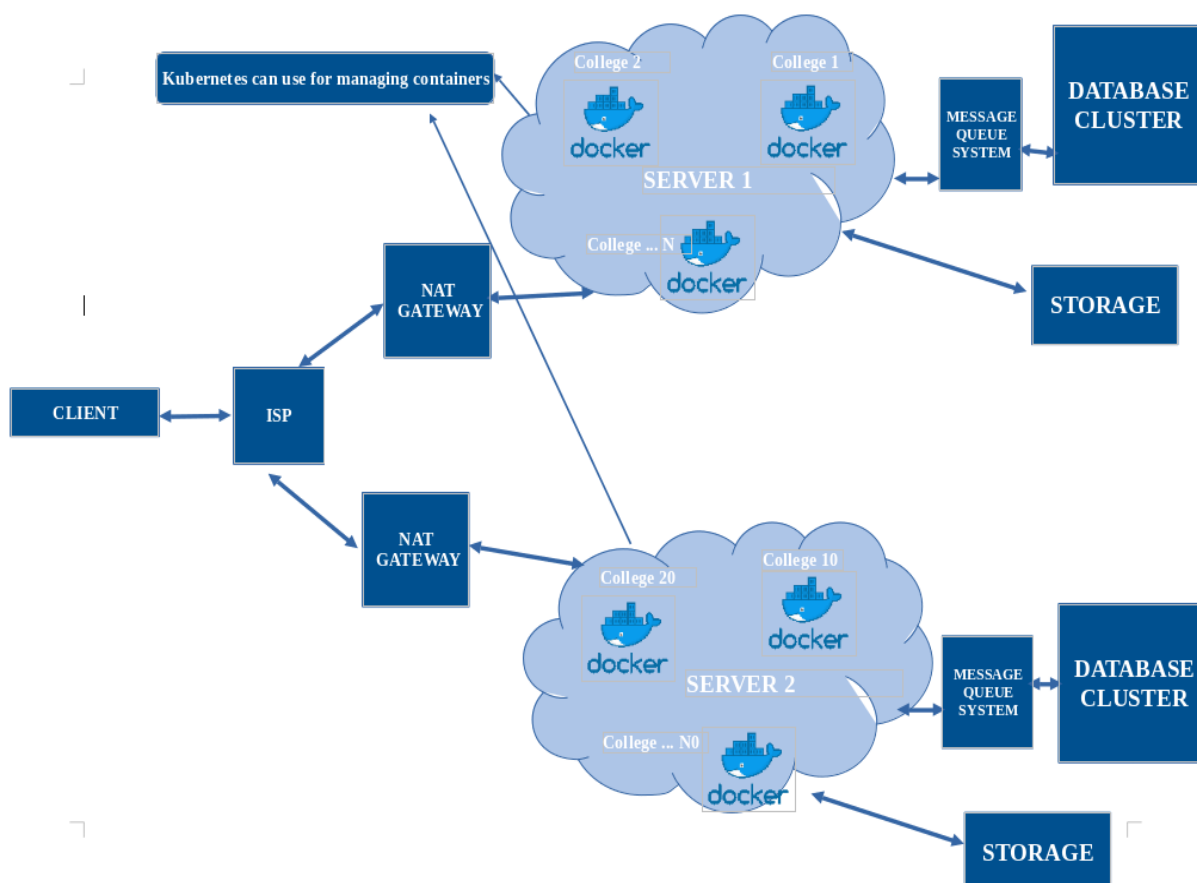 Kubernetes can use for managing containers
College 2
College 1
docker
docker
SERVER 1
College ... N
docker
MESSAGE
QUEUE
SYSTEM
DATABASE
CLUSTER
STORAGE
NAT
GATEWAY
CLIENT
ISP
NAT
GATEWAY
College 20
College 10
docker
docker
SERVER 2
College ... N0
docker
MESSAGE
QUEUE
SYSTEM
DATABASE
CLUSTER
STORAGE